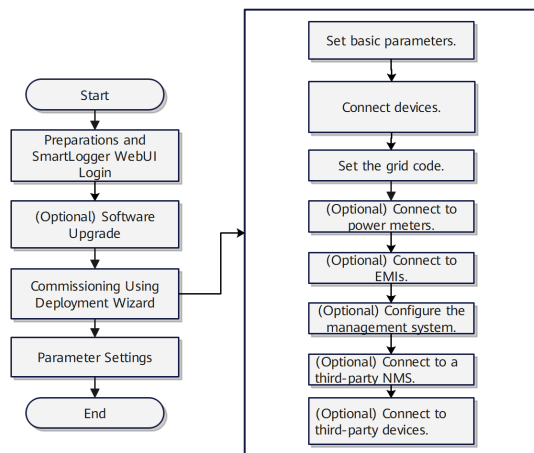 Start
Preparations and
SmartLogger WebUI
Login
(Optional) Software
Upgrade
Commissioning Using
Deployment Wizard
Parameter Settings
End
Set basic parameters.
Connect devices.
Set the grid code.
(Optional) Connect to
power meters.
(Optional) Connect to
EMIs.
(Optional) Configure the
management system.
(Optional) Connect to a
third-party NMS.
(Optional) Connect to
third-party devices.